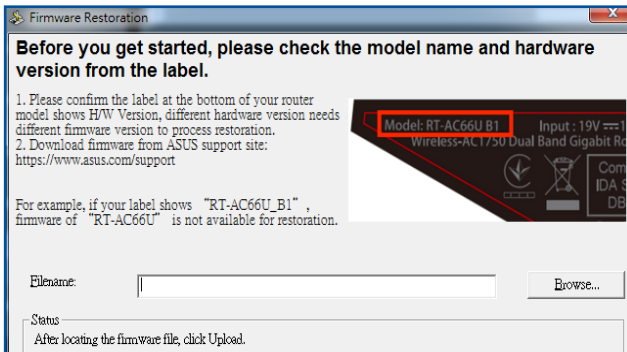 Firmware Restoration
Before you get started, please check the model name and hardware
version from the label.
1. Please confirm the label at the bottom of your router
model shows H/W Version, different hardware version needs
different firmware version to process restoration.
2. Download firmware from ASUS support site:
https://www.asus.com/support
For example, if your label shows “RT-AC66U_B1” ,
firmware of “RT-AC66U” is not available for restoration.
Model: RT-AC66U B1 Input : 19V
Wireless-AC1750 Dual Band Gigabit
IDA
DB
Filename:
Browse...
Status
After locating the firmware file, click Upload.